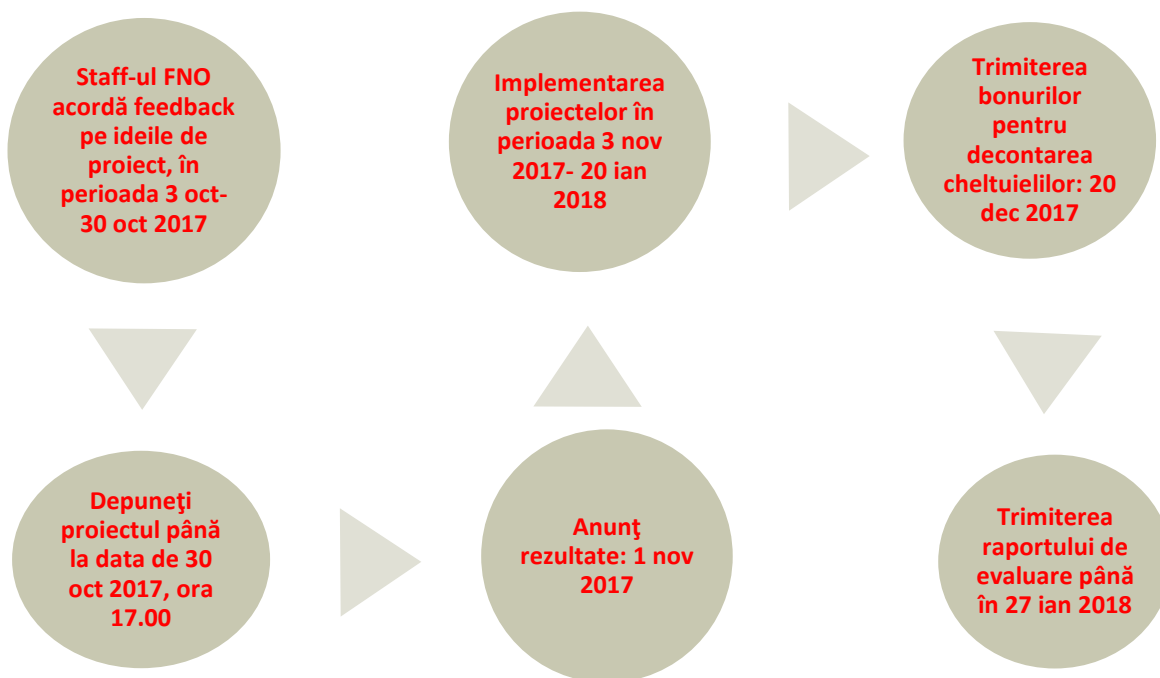 Staff-ul FNO
acordă feedback
pe ideile de
proiect, în
perioada 3 oct-
30 oct 2017
Depuneţi
proiectul până
la data de 30
oct 2017, ora
17.00
Anunţ
rezultate: 1 nov
2017
Implementarea
proiectelor în
perioada 3 nov
2017- 20 ian
2018
Trimiterea
bonurilor
pentru
decontarea
cheltuielilor: 20
dec 2017
Trimiterea
raportului de
evaluare până
în 27 ian 2018